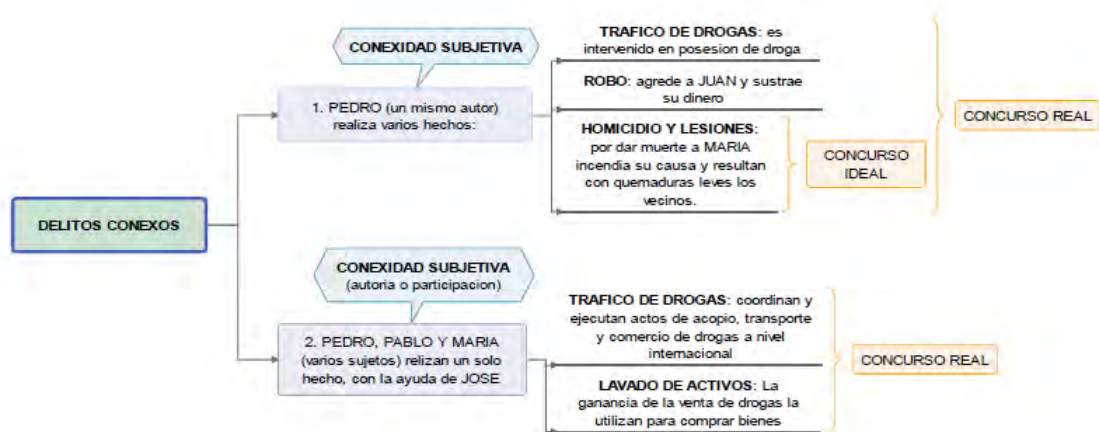 CONEXIDAD SUBJETIVA
1. PEDRO (un mismo autor)
realiza varios hechos:
TRAFICO DE DROGAS: es
intervenido en posesion de droga
ROBO: agrede a JUAN y sustrae
su dinero
HOMICIDIO Y LESIONES:
por dar muerte a MARIA
incendia su causa y resultan
con quemaduras leves los
vecinos.
CONCURSO
IDEAL
CONCURSO REAL
DELITOS CONEXOS
CONEXIDAD SUBJETIVA
(autoria o participacion)
2. PEDRO, PABLO Y MARIA
(varios sujetos) relizan un solo
hecho, con la ayuda de JOSE
TRAFICO DE DROGAS: coordinan y
ejecutan actos de acopio, transporte
y comercio de drogas a nivel
internacional
LAVADO DE ACTIVOS: La
ganancia de la venta de drogas la
utilizan para comprar bienes
CONCURSO REAL